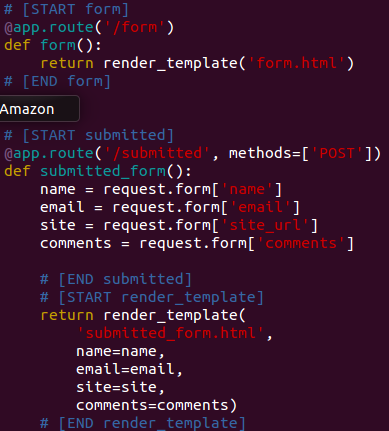 # [START form]
@app.route('/form')
def form():
    return render_template('form.html')
# [END form]
Amazon
# [START submitted]
@app.route('/submitted', methods=['POST'])
def submitted_form():
    name = request.form['name']
    email = request.form['email']
    site = request.form['site_url']
    comments = request.form['comments']

    # [END submitted]
    # [START render_template]
    return render_template(
        'submitted_form.html',
        name=name,
        email=email,
        site=site,
        comments=comments)
    # [END render_template]